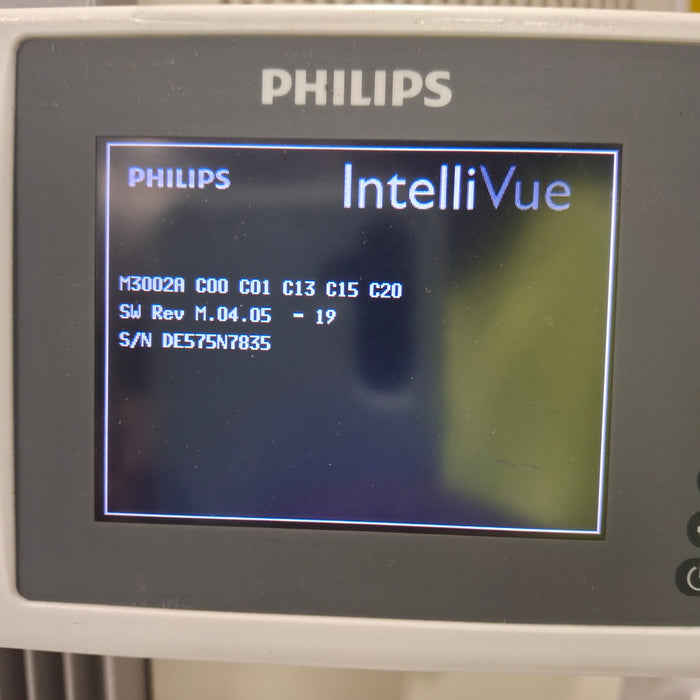 PHILIPS
PHILIPS
IntelliVue
M3002A C00 C01 C13 C15 C20
SW Rev M.04.05 - 19
S/N DE575N7835